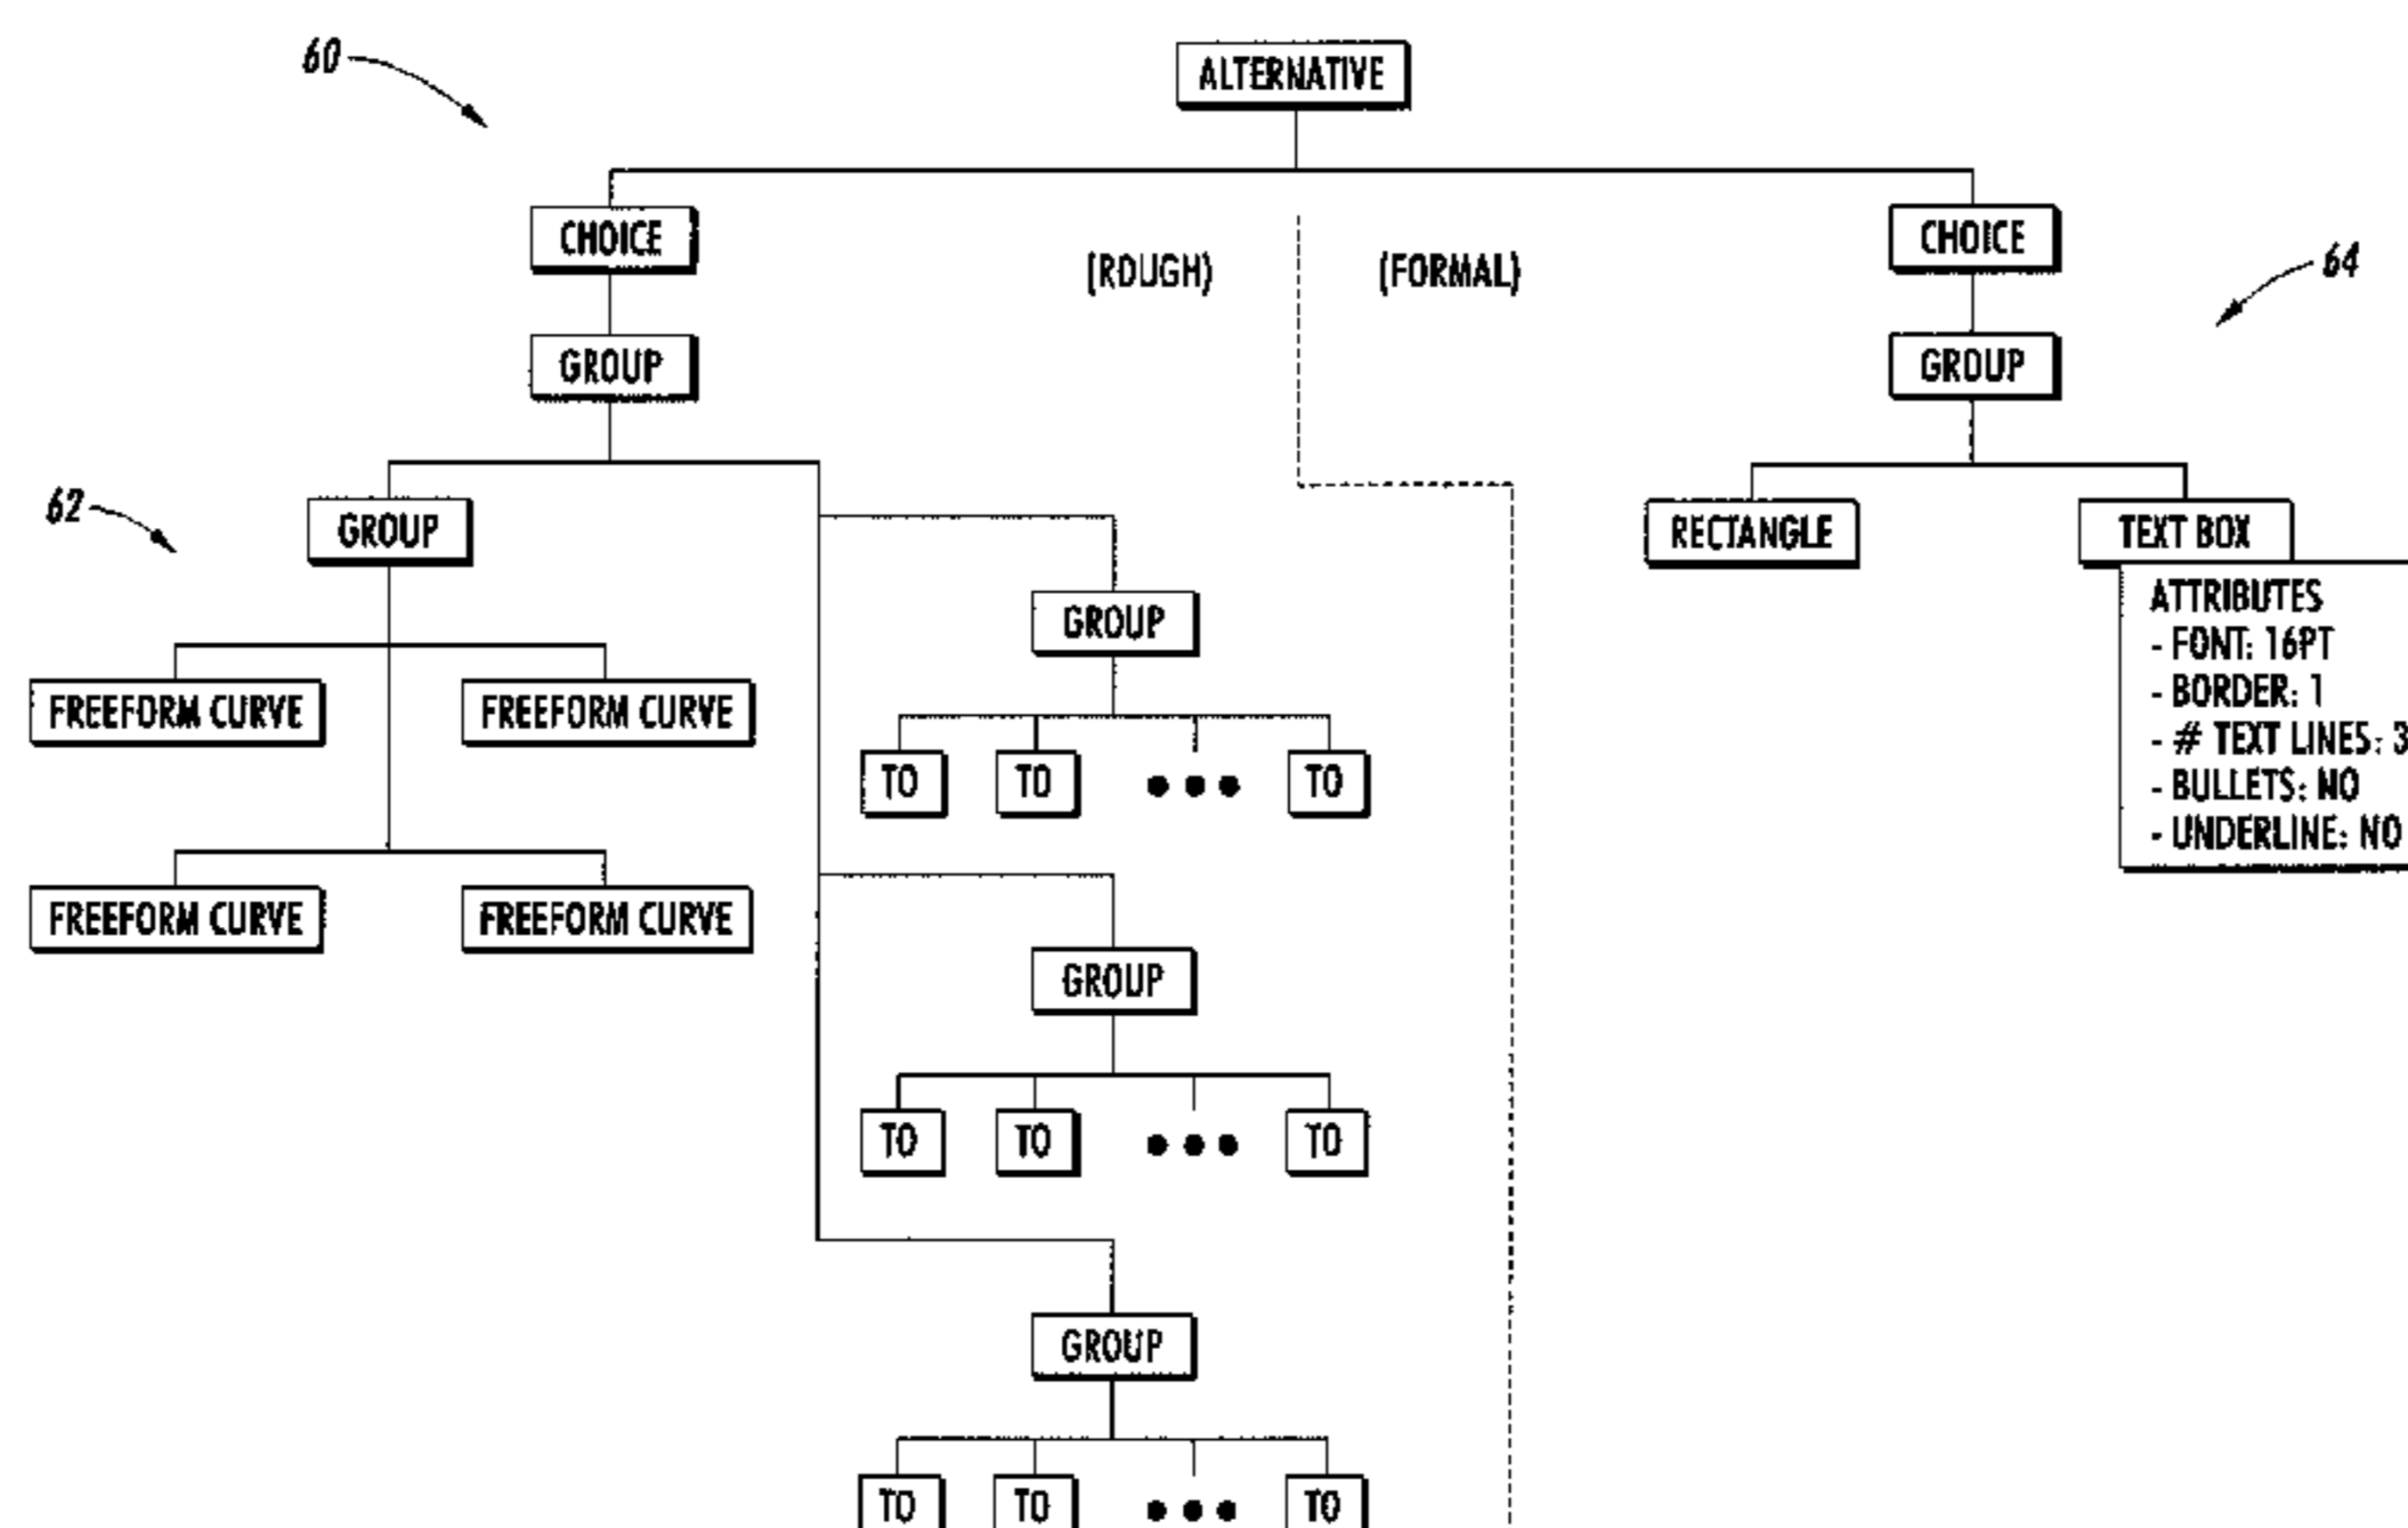 60
ALTERNATIVE
CHOICE
CHOICE
(ROUGH)
(FORMAL)
64
GROUP
GROUP
62
GROUP
RECTANGLE
TEXT BOX
ATTRIBUTES
- FONT: 16PT
- BORDER: 1
- # TEXT LINES: 3
- BULLETS: NO
- UNDERLINE: NO
GROUP
FREEFORM CURVE
FREEFORM CURVE
TO
TO
•••
TO
FREEFORM CURVE
FREEFORM CURVE
GROUP
TO
TO
•••
TO
GROUP
TO
TO
•••
TO